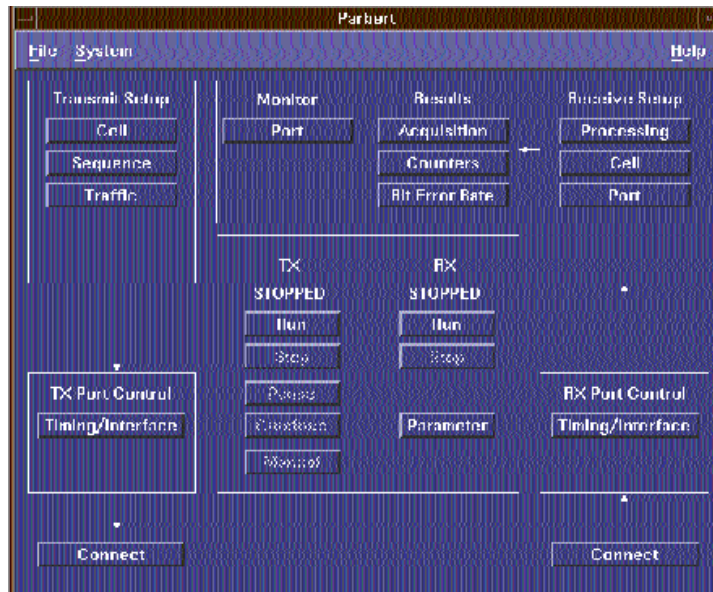 Parbert
File System Help
Transmit Setup Monitor Results Receive Setup
Cell Port Acquisition Processing
Sequence Counters Cell
Traffic Bit Error Rate Port
TX RX
STOPPED STOPPED
Run Run
Stop Stop
TX Port Control Pause RX Port Control
Timing/Interface Continue Parameter Timing/Interface
Manual
Connect Connect